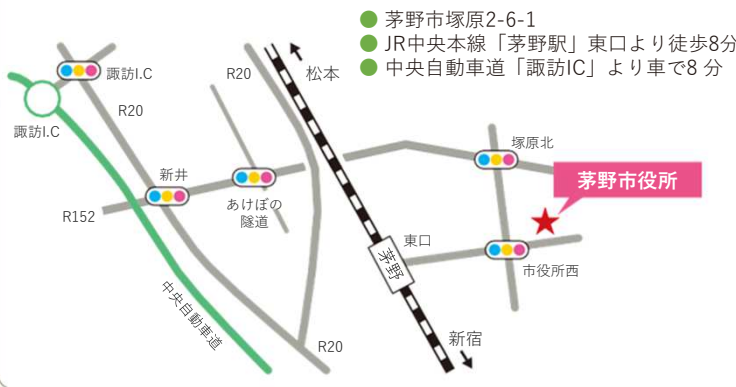 ● 茅野市塚原2-6-1
● JR中央本線「茅野駅」東口より徒歩8分
● 中央自動車道「諏訪IC」より車で8 分
諏訪I.C
R20
松本
諏訪I.C
R20
塚原北
新井
茅野市役所
あけぼの
隧道
R152
東口
茅野
市役所西
中央自動車道
新宿
R20